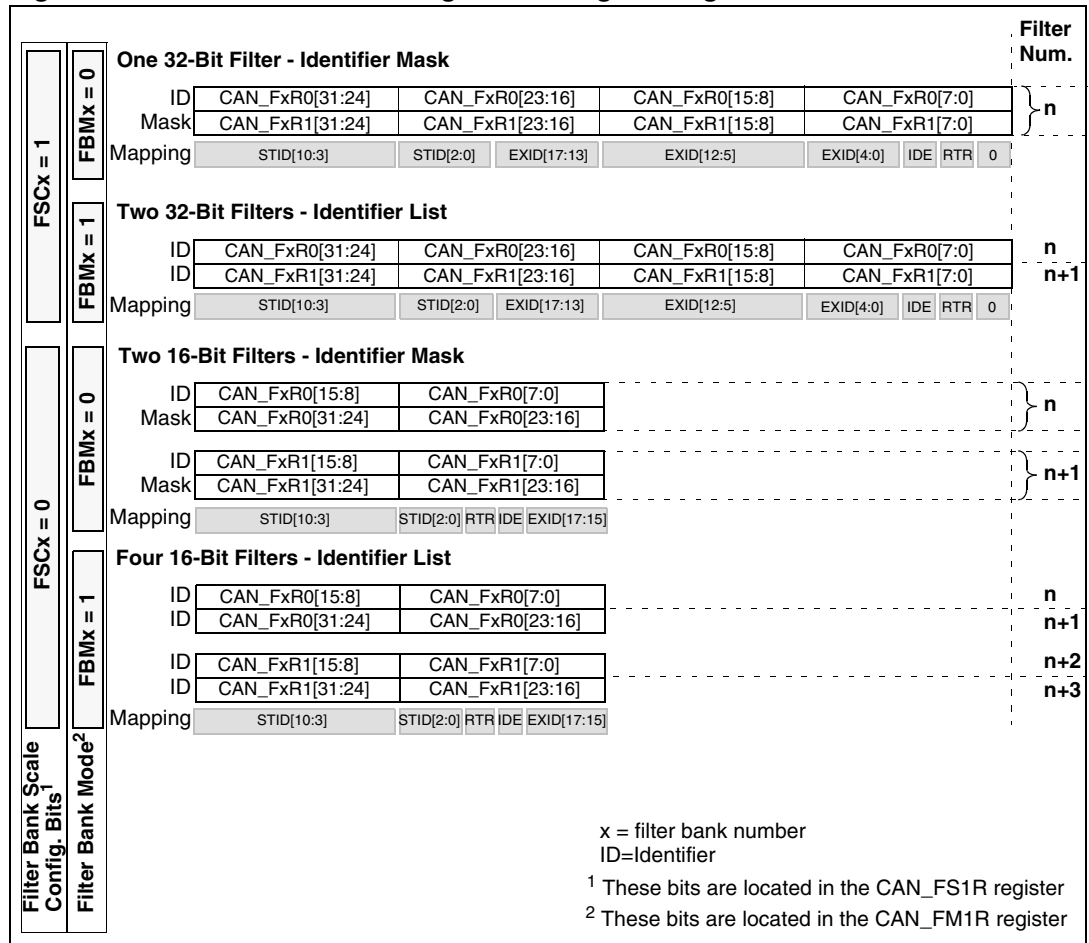 Filter
Num.
One 32-Bit Filter - Identifier Mask
FSCx = 1
FBMx = 0
ID CAN_FxR0[31:24] CAN_FxR0[23:16] CAN_FxR0[15:8] CAN_FxR0[7:0] n
Mask CAN_FxR1[31:24] CAN_FxR1[23:16] CAN_FxR1[15:8] CAN_FxR1[7:0]
Mapping STID[10:3] STID[2:0] EXID[17:13] EXID[12:5] EXID[4:0] IDE RTR 0
Two 32-Bit Filters - Identifier List
FBMx = 1
ID CAN_FxR0[31:24] CAN_FxR0[23:16] CAN_FxR0[15:8] CAN_FxR0[7:0] n
ID CAN_FxR1[31:24] CAN_FxR1[23:16] CAN_FxR1[15:8] CAN_FxR1[7:0] n+1
Mapping STID[10:3] STID[2:0] EXID[17:13] EXID[12:5] EXID[4:0] IDE RTR 0
Two 16-Bit Filters - Identifier Mask
FSCx = 0
FBMx = 0
ID CAN_FxR0[15:8] CAN_FxR0[7:0] n
Mask CAN_FxR0[31:24] CAN_FxR0[23:16]
ID CAN_FxR1[15:8] CAN_FxR1[7:0] n+1
Mask CAN_FxR1[31:24] CAN_FxR1[23:16]
Mapping STID[10:3] STID[2:0] RTR IDE EXID[17:15]
Four 16-Bit Filters - Identifier List
FBMx = 1
ID CAN_FxR0[15:8] CAN_FxR0[7:0] n
ID CAN_FxR0[31:24] CAN_FxR0[23:16] n+1
ID CAN_FxR1[15:8] CAN_FxR1[7:0] n+2
ID CAN_FxR1[31:24] CAN_FxR1[23:16] n+3
Mapping STID[10:3] STID[2:0] RTR IDE EXID[17:15]
Filter Bank Scale
Config. Bits1
Filter Bank Mode2
x = filter bank number
ID=Identifier
1 These bits are located in the CAN_FS1R register
2 These bits are located in the CAN_FM1R register